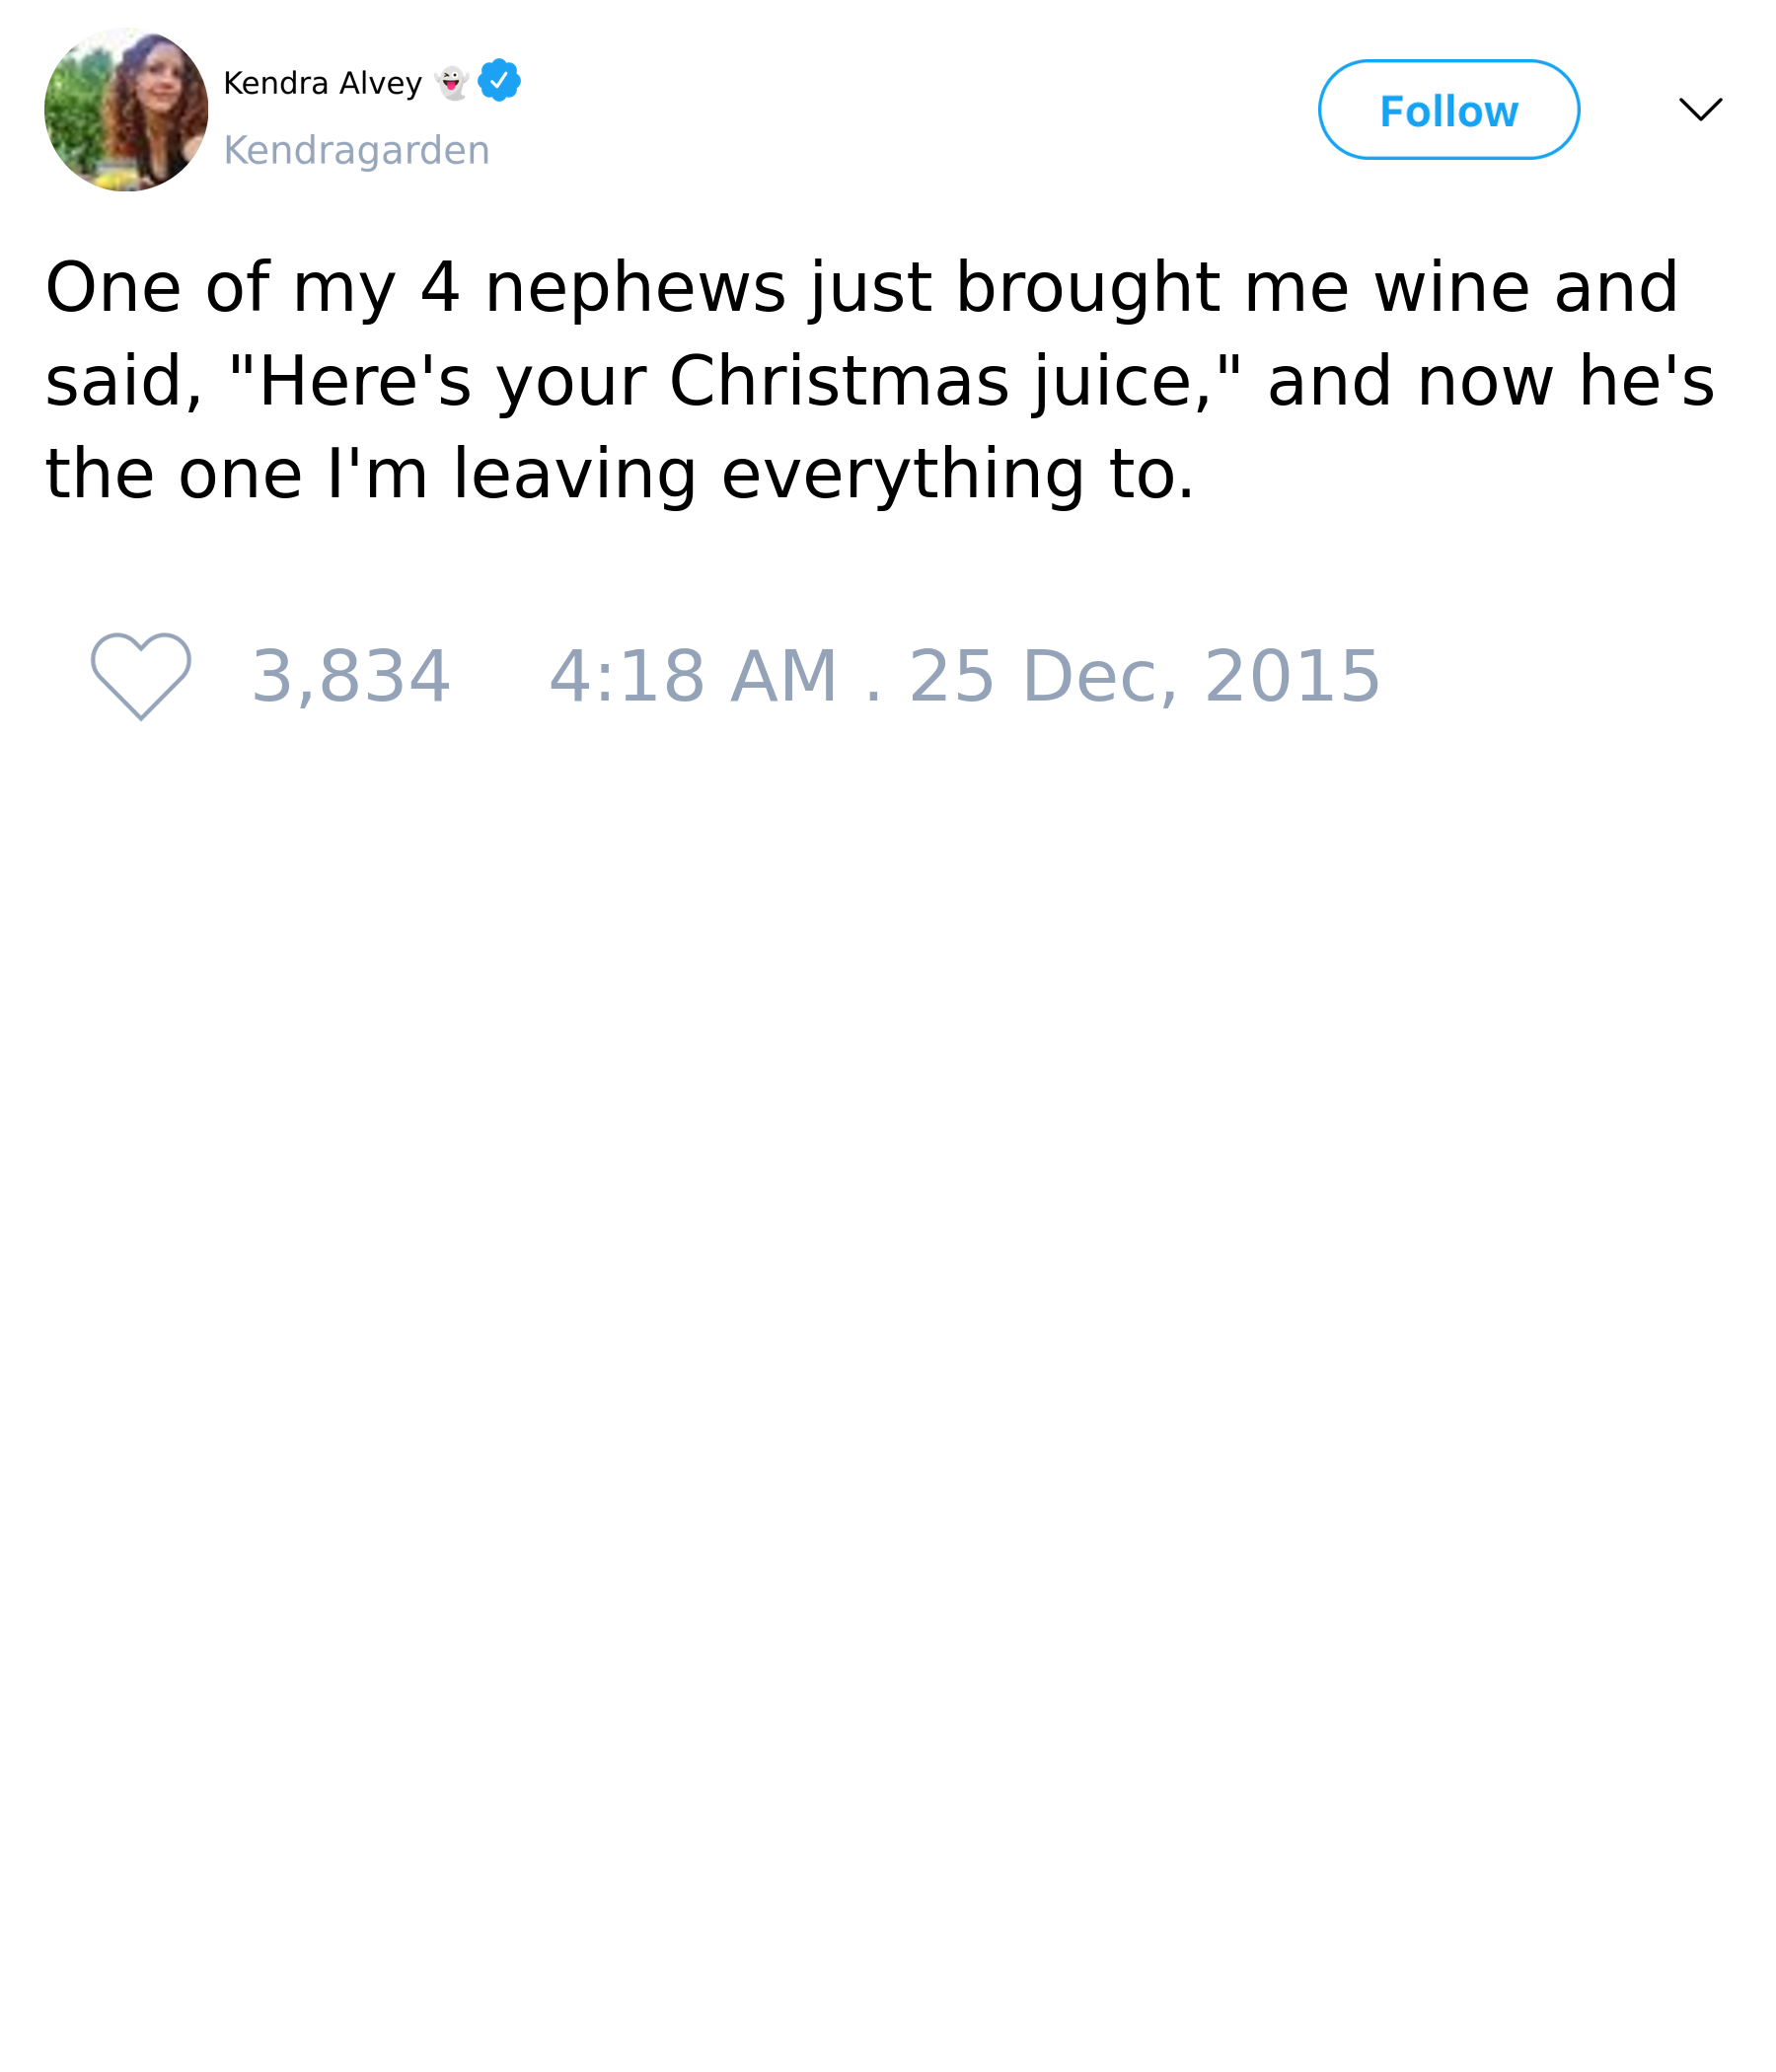 Kendra Alvey 👻
Kendragarden
Follow
One of my 4 nephews just brought me wine and
said, "Here's your Christmas juice," and now he's
the one I'm leaving everything to.
3,834 4:18 AM . 25 Dec, 2015